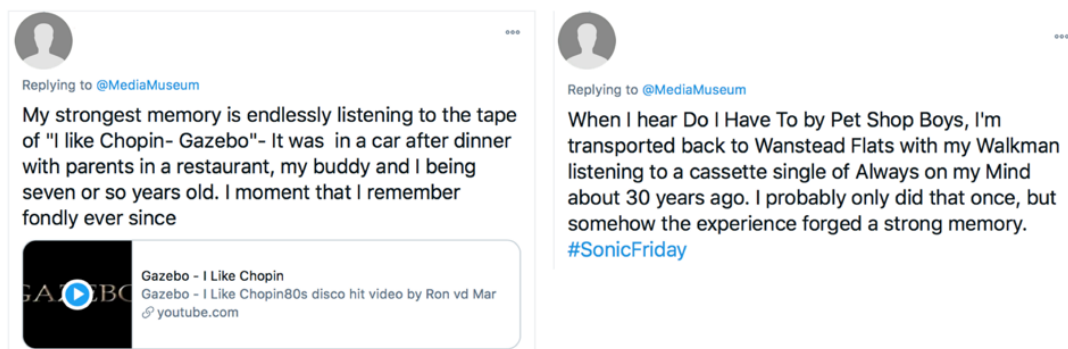 Replying to @MediaMuseum
My strongest memory is endlessly listening to the tape
of "I like Chopin- Gazebo"- It was  in a car after dinner
with parents in a restaurant, my buddy and I being
seven or so years old. I moment that I remember
fondly ever since
GAZEBO
Gazebo - I Like Chopin
Gazebo - I Like Chopin80s disco hit video by Ron vd Mar
youtube.com
Replying to @MediaMuseum
When I hear Do I Have To by Pet Shop Boys, I'm
transported back to Wanstead Flats with my Walkman
listening to a cassette single of Always on my Mind
about 30 years ago. I probably only did that once, but
somehow the experience forged a strong memory.
#SonicFriday